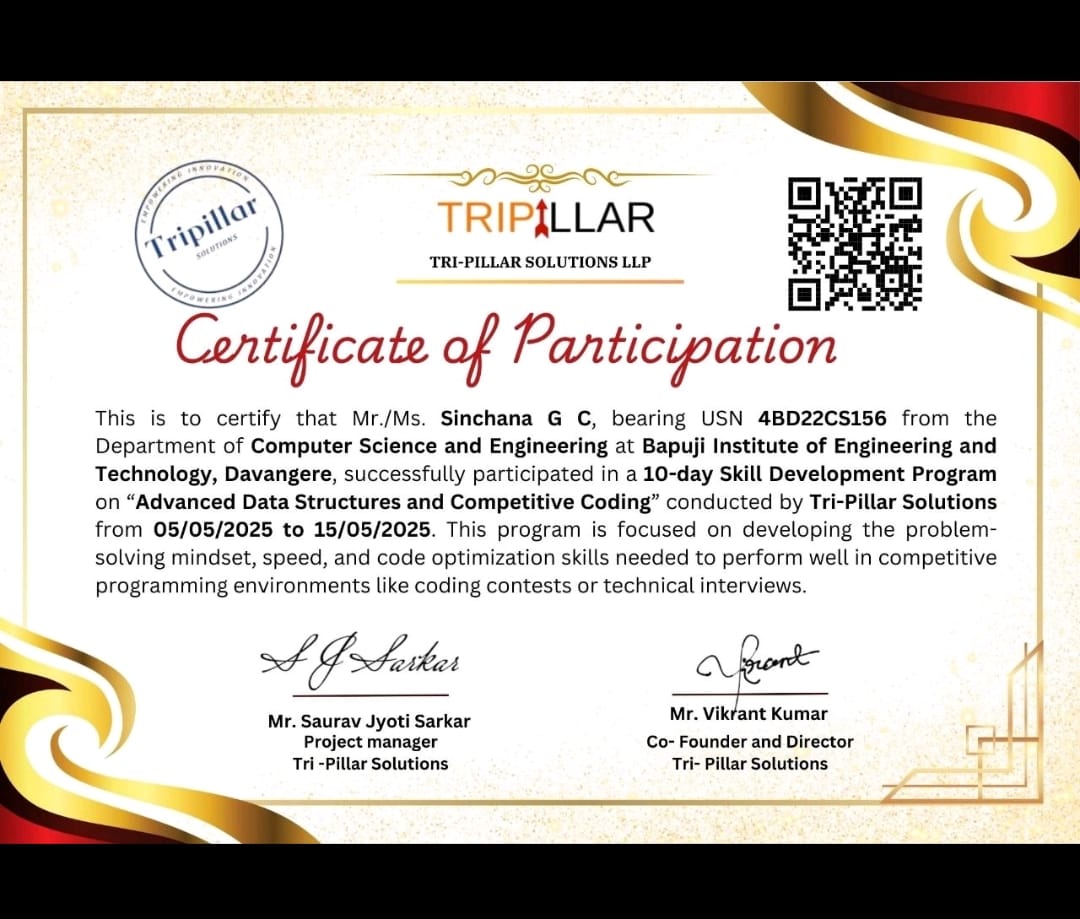 EMPOWERING INNOVATION
Tripillar
SOLUTIONS
EMPOWERING INNOVATION
TRIPILLAR
TRI-PILLAR SOLUTIONS LLP
Certificate of Participation
This is to certify that Mr./Ms. Sinchana G C, bearing USN 4BD22CS156 from the
Department of Computer Science and Engineering at Bapuji Institute of Engineering and
Technology, Davangere, successfully participated in a 10-day Skill Development Program
on “Advanced Data Structures and Competitive Coding” conducted by Tri-Pillar Solutions
from 05/05/2025 to 15/05/2025. This program is focused on developing the problem-
solving mindset, speed, and code optimization skills needed to perform well in competitive
programming environments like coding contests or technical interviews.
S J Sarkar
Vikrant
Mr. Saurav Jyoti Sarkar
Project manager
Tri -Pillar Solutions
Mr. Vikrant Kumar
Co- Founder and Director
Tri- Pillar Solutions